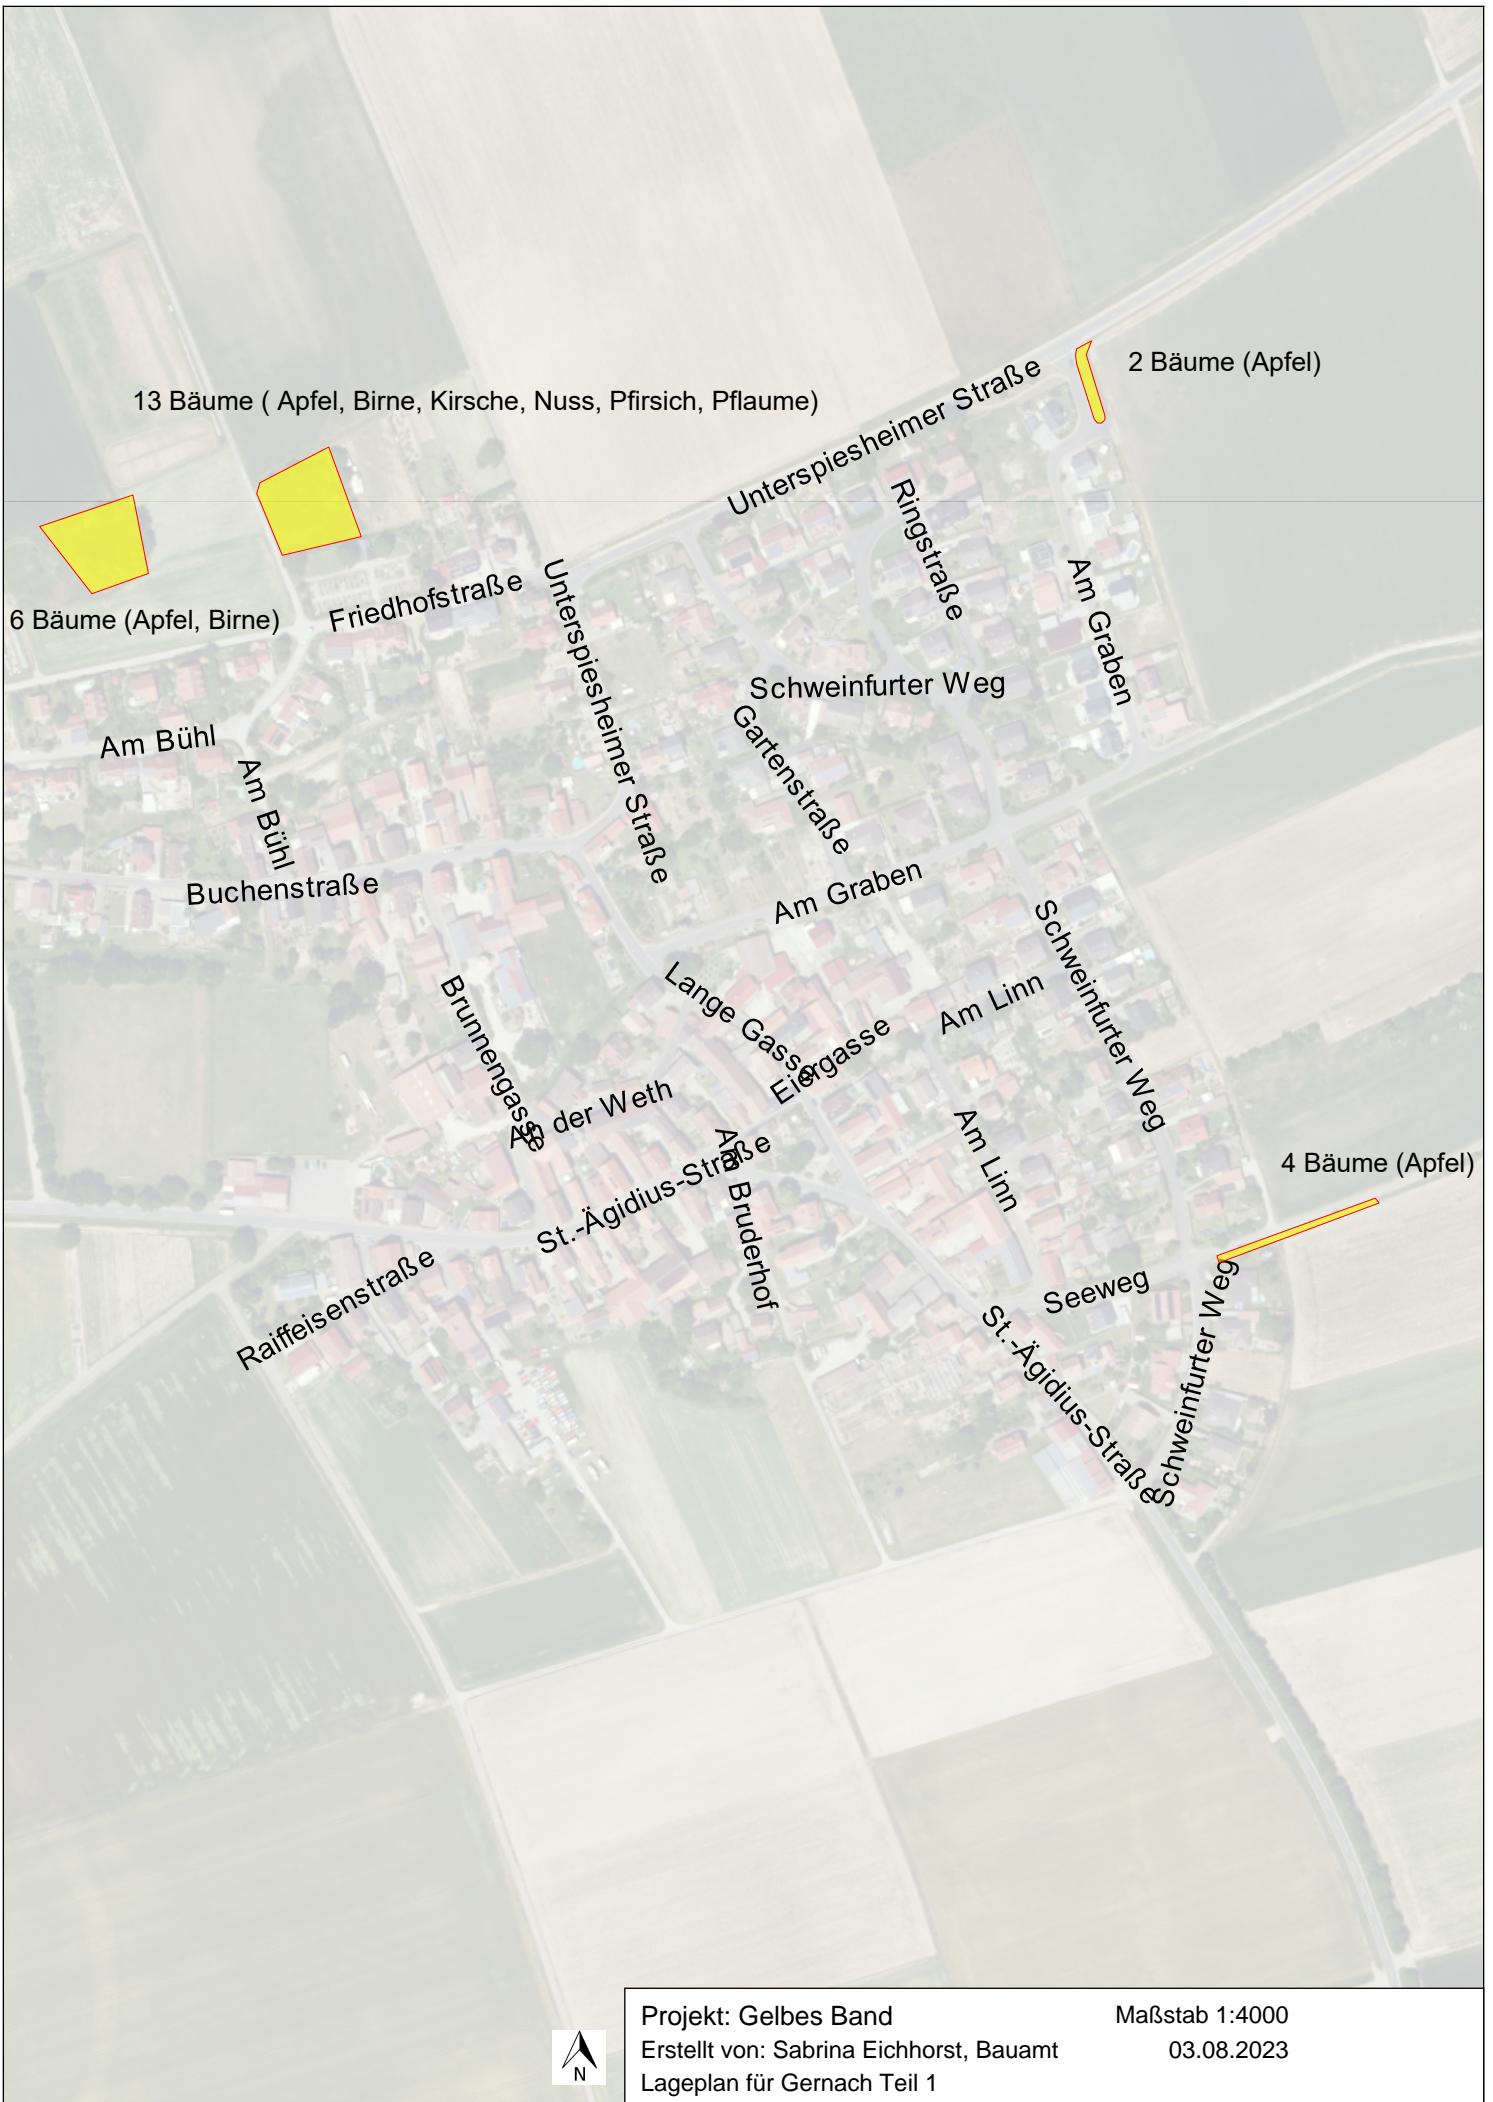 2 Bäume (Apfel)
13 Bäume ( Apfel, Birne, Kirsche, Nuss, Pfirsich, Pflaume)
Unterspiesheimer Straße
Ringstraße
Am Graben
6 Bäume (Apfel, Birne)
Friedhofstraße
Unterspiesheimer Straße
Schweinfurter Weg
Gartenstraße
Am Bühl
Am Bühl
Buchenstraße
Am Graben
Schweinfurter Weg
Brunnengasse
Lange Gasse
Eiergasse
Am Linn
An der Weth
Am Linn
St.-Ägidius-Straße
Am Bruderhof
4 Bäume (Apfel)
Raiffeisenstraße
Seeweg
Schweinfurter Weg
St.-Ägidius-Straße
N
Projekt: Gelbes Band Maßstab 1:4000
Erstellt von: Sabrina Eichhorst, Bauamt 03.08.2023
Lageplan für Gernach Teil 1